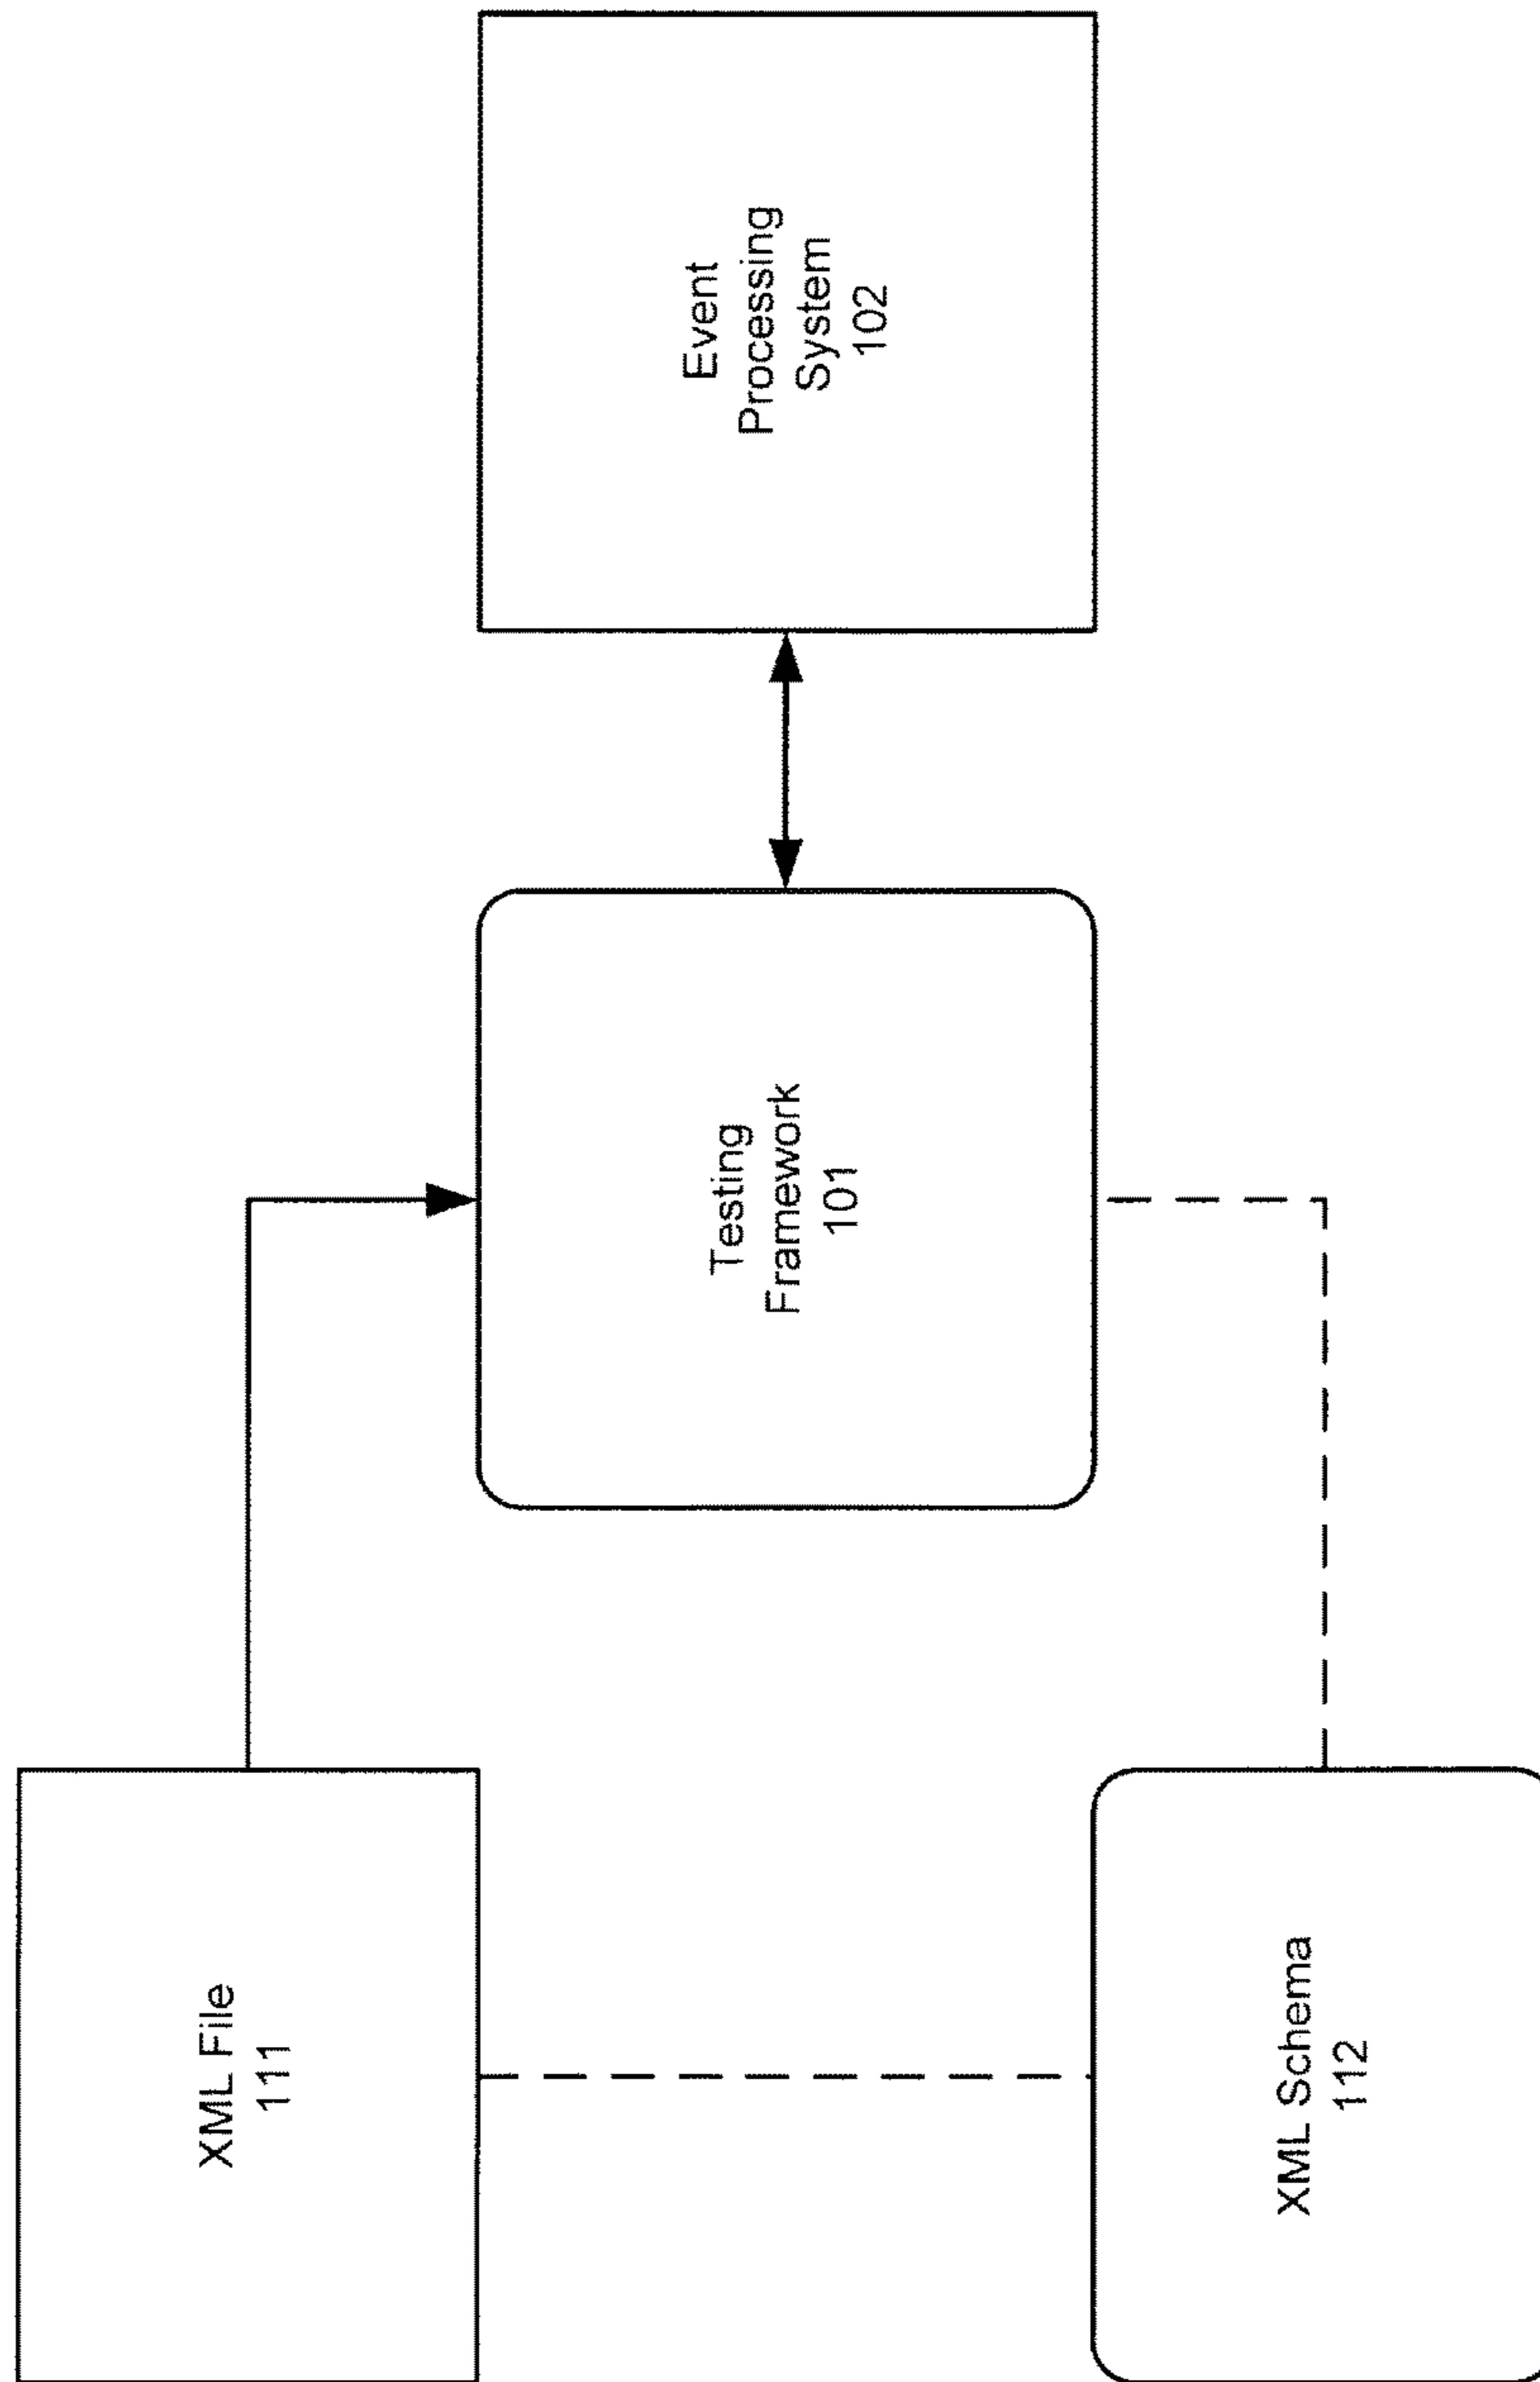 XML File
111
XML Schema
112
Testing
Framework
101
Event
Processing
System
102